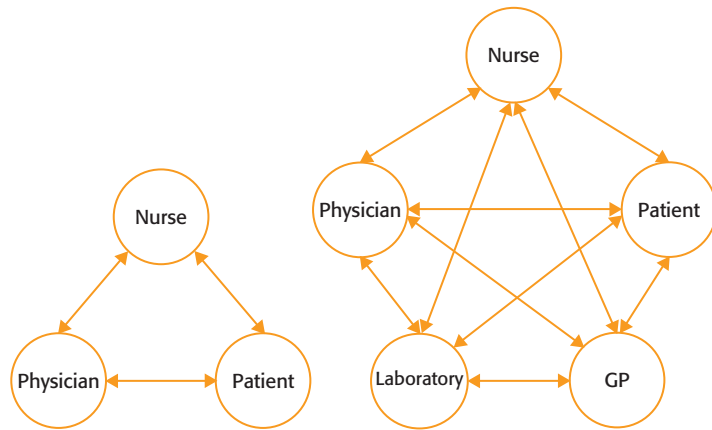 Nurse
Physician
Patient
Nurse
Physician
Patient
Laboratory
GP